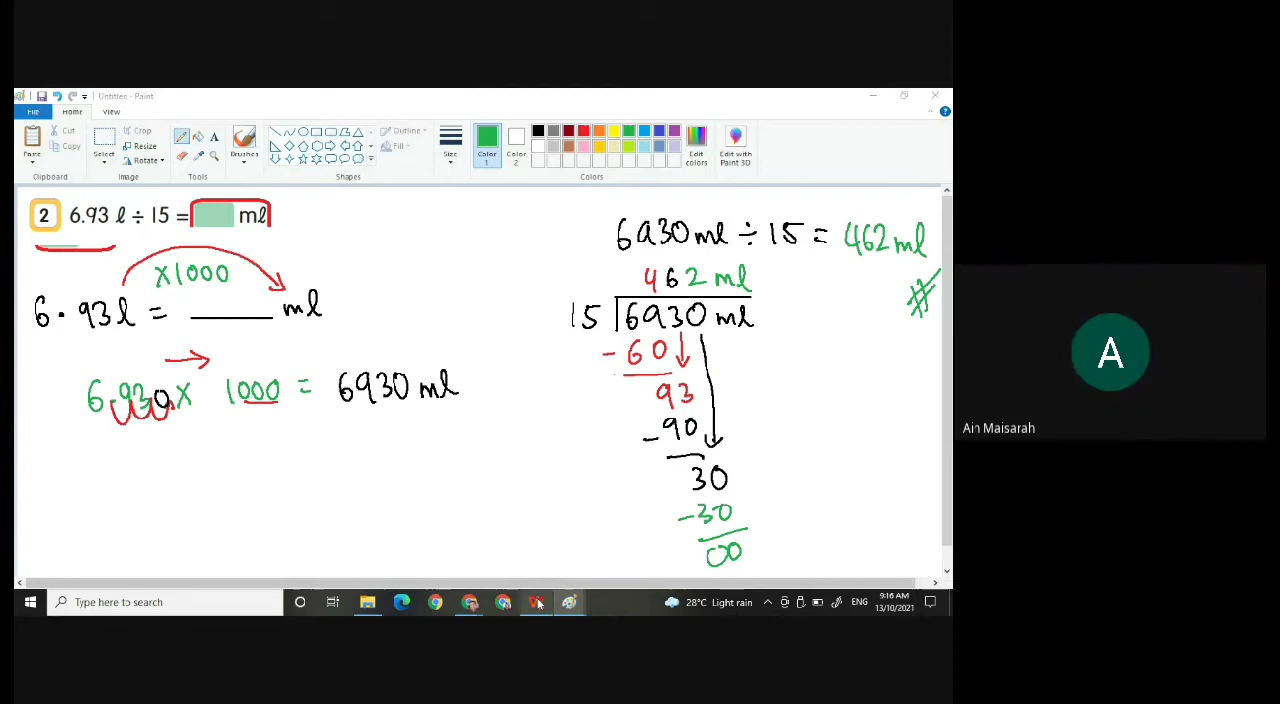 Untitled - Paint
File Home View
Paste Cut Copy Select Crop Resize Rotate A Brushes Outline Fill Size Color 1 Color 2 Edit colors Edit with Paint 3D
Clipboard Image Tools Shapes Colors
2 6.93 ℓ ÷ 15 = mℓ
x1000
6.93l = ____ ml
6.930 x 1000 = 6930 ml
6930 ml ÷ 15 = 462 ml
462 ml
15 6930 ml
- 60
93
- 90
30
- 30
00
A
Ain Maisarah
Type here to search
28°C Light rain
ENG
9:16 AM
13/10/2021